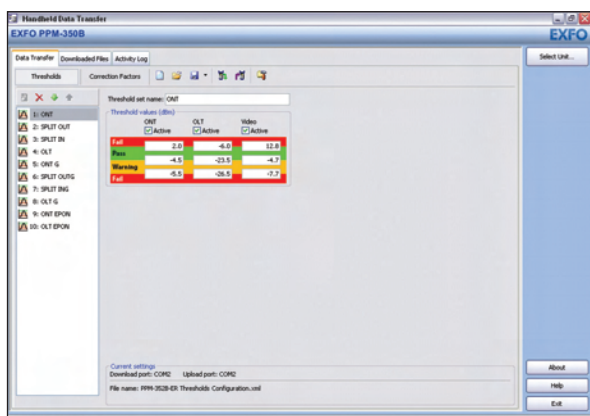 Handheld Data Transfer
EXFO PPM-350B
EXFO
Data Transfer Downloaded Files Activity Log
Select Unit...
Thresholds Correction Factors
Threshold set name: ONT
Threshold values (dBm)
ONT OLT Video
Active Active Active
Fail
2.0 -6.0 12.8
Pass
-4.5 -23.5 -4.7
Warning
-5.5 -26.5 -7.7
Fail
1: ONT
2: SPLIT OUT
3: SPLIT IN
4: OLT
5: ONT G
6: SPLIT OUTG
7: SPLIT ING
8: OLT G
9: ONT EPON
10: OLT EPON
Current settings
Download port: COM2 Upload port: COM2
File name: PPM-352B-ER Thresholds Configuration.xml
About
Help
Exit